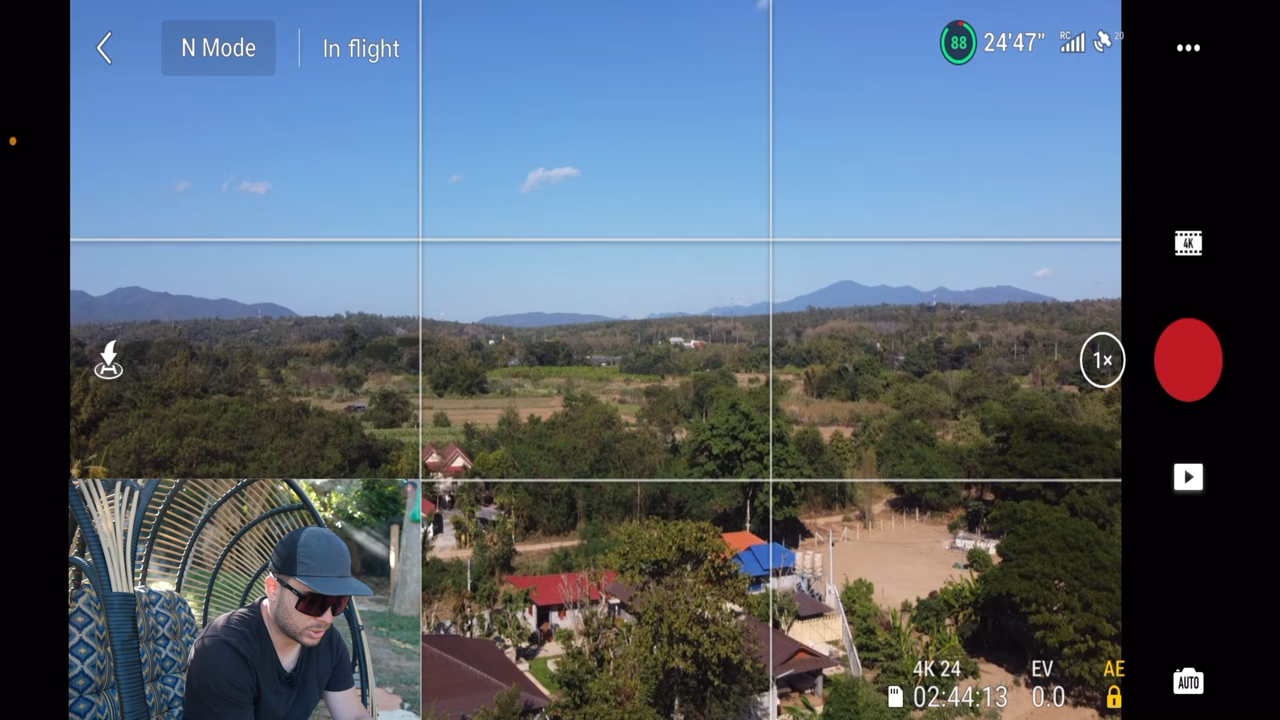 N Mode
In flight
88
24'47"
RC
20
4K
1×
4K 24
EV
AE
02:44:13
0.0
AUTO